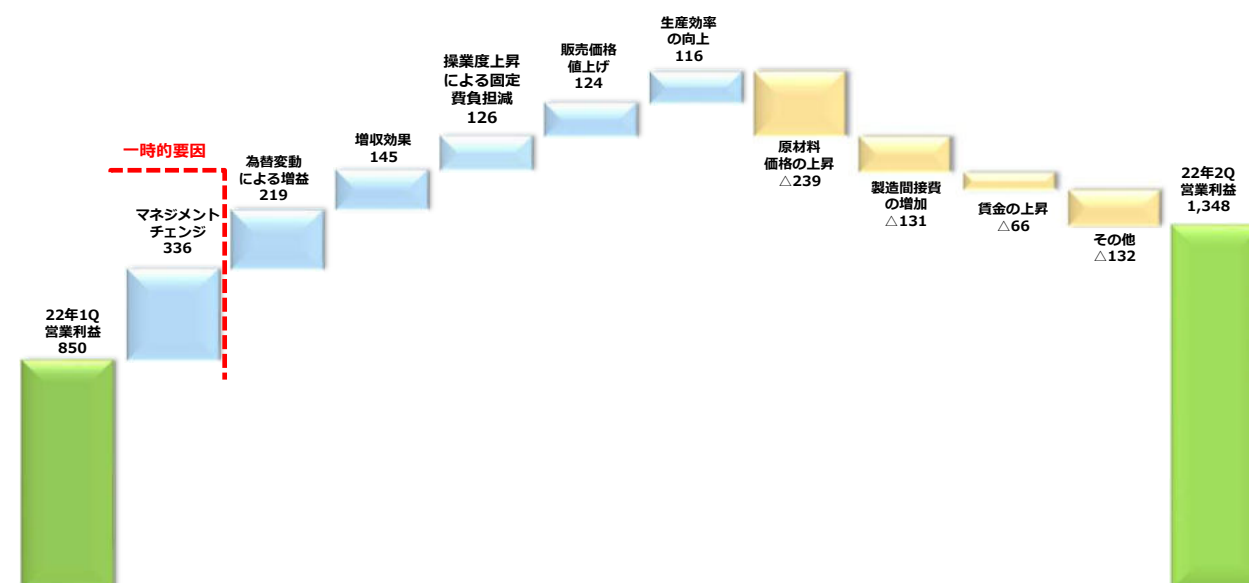 22年1Q
営業利益
850
一時的要因
マネジメント
チェンジ
336
為替変動
による増益
219
増収効果
145
操業度上昇
による固定
費負担減
126
販売価格
値上げ
124
生産効率
の向上
116
原材料
価格の上昇
△239
製造間接費
の増加
△131
賃金の上昇
△66
その他
△132
22年2Q
営業利益
1,348